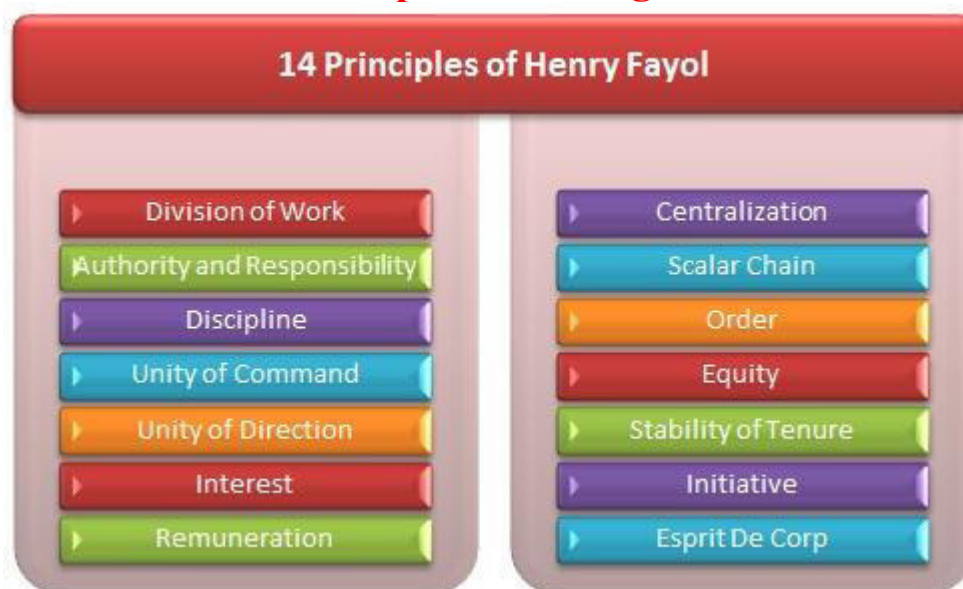 14 Principles of Henry Fayol
Division of Work
Authority and Responsibility
Discipline
Unity of Command
Unity of Direction
Interest
Remuneration
Centralization
Scalar Chain
Order
Equity
Stability of Tenure
Initiative
Esprit De Corp